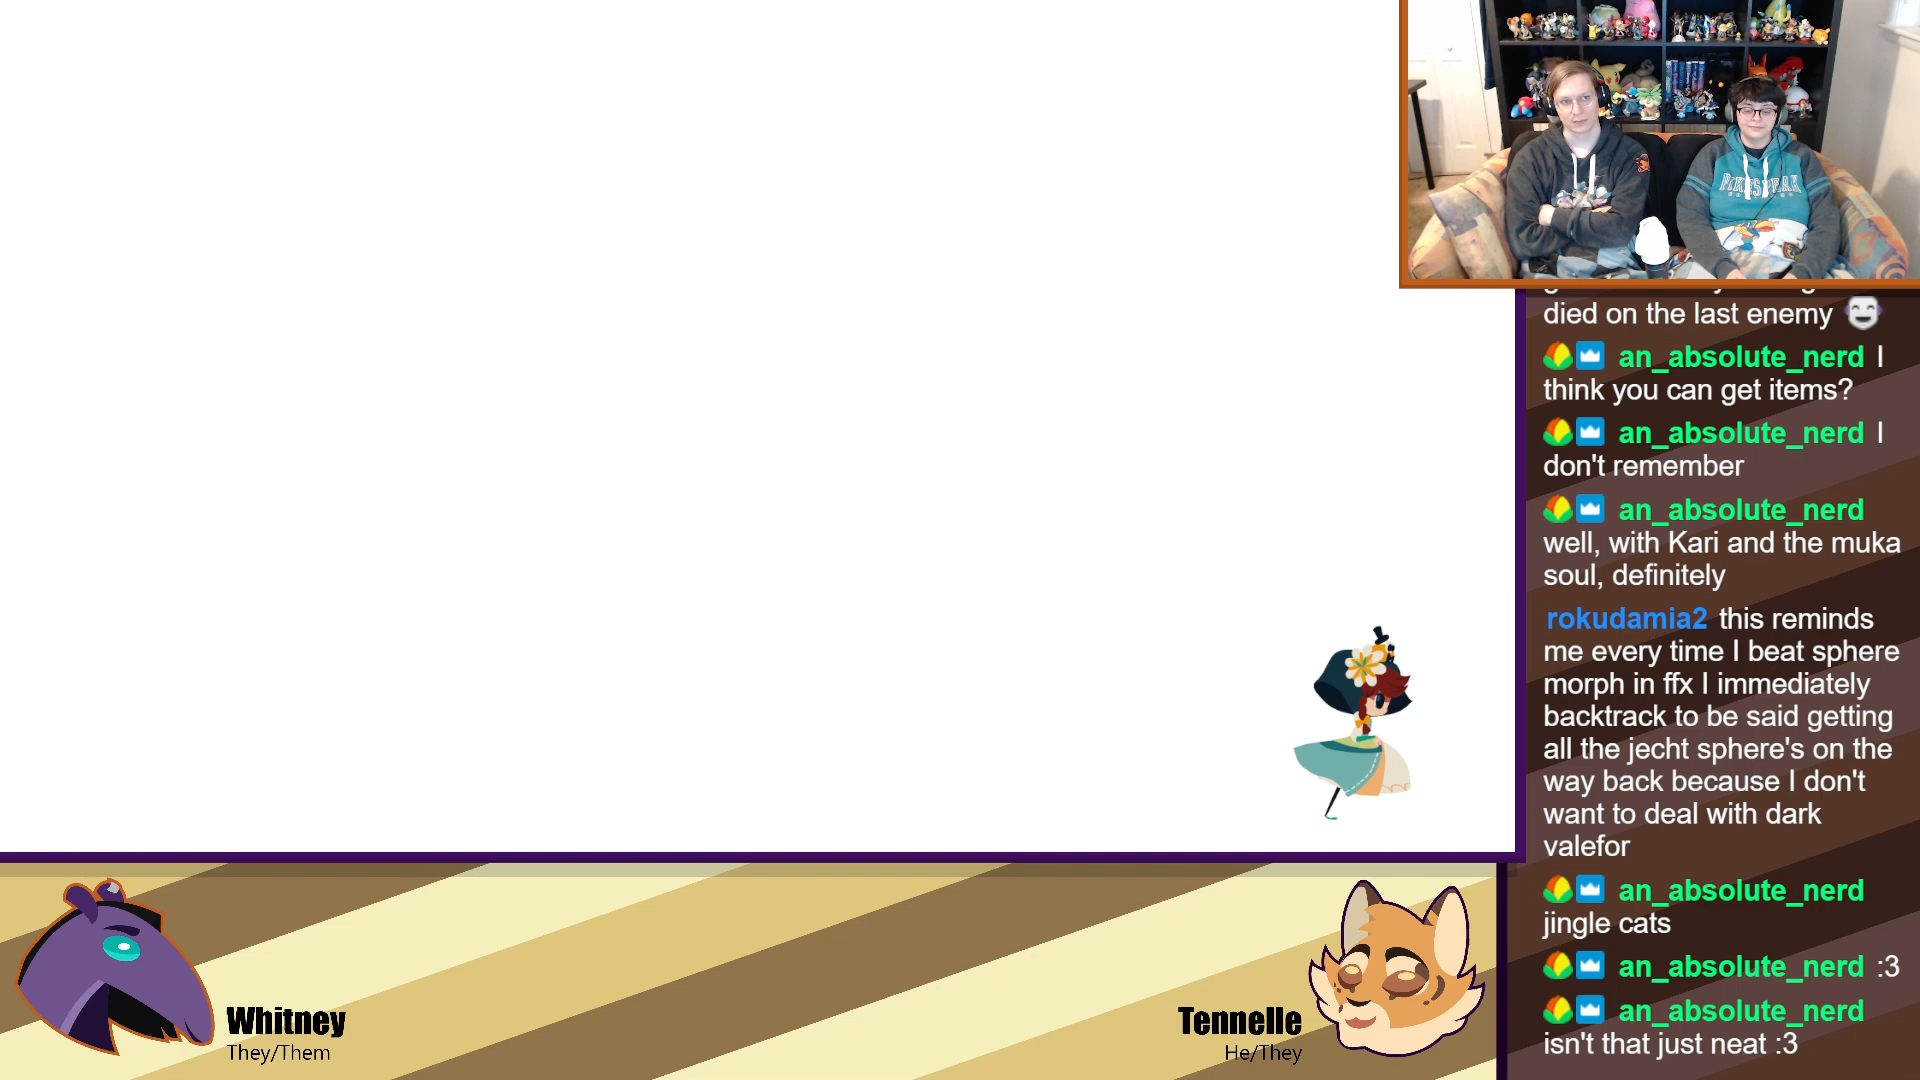 died on the last enemy
an_absolute_nerd I
think you can get items?
an_absolute_nerd I
don't remember
an_absolute_nerd
well, with Kari and the muka
soul, definitely
rokudamia2 this reminds
me every time I beat sphere
morph in ffx I immediately
backtrack to be said getting
all the jecht sphere's on the
way back because I don't
want to deal with dark
valefor
an_absolute_nerd
jingle cats
an_absolute_nerd :3
an_absolute_nerd
isn't that just neat :3
Whitney
They/Them
Tennelle
He/They